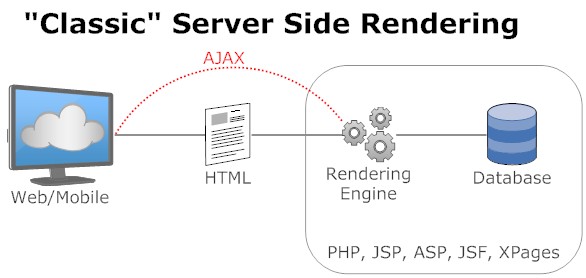 "Classic" Server Side Rendering
AJAX
Web/Mobile
HTML
Rendering
Engine
Database
PHP, JSP, ASP, JSF, XPages